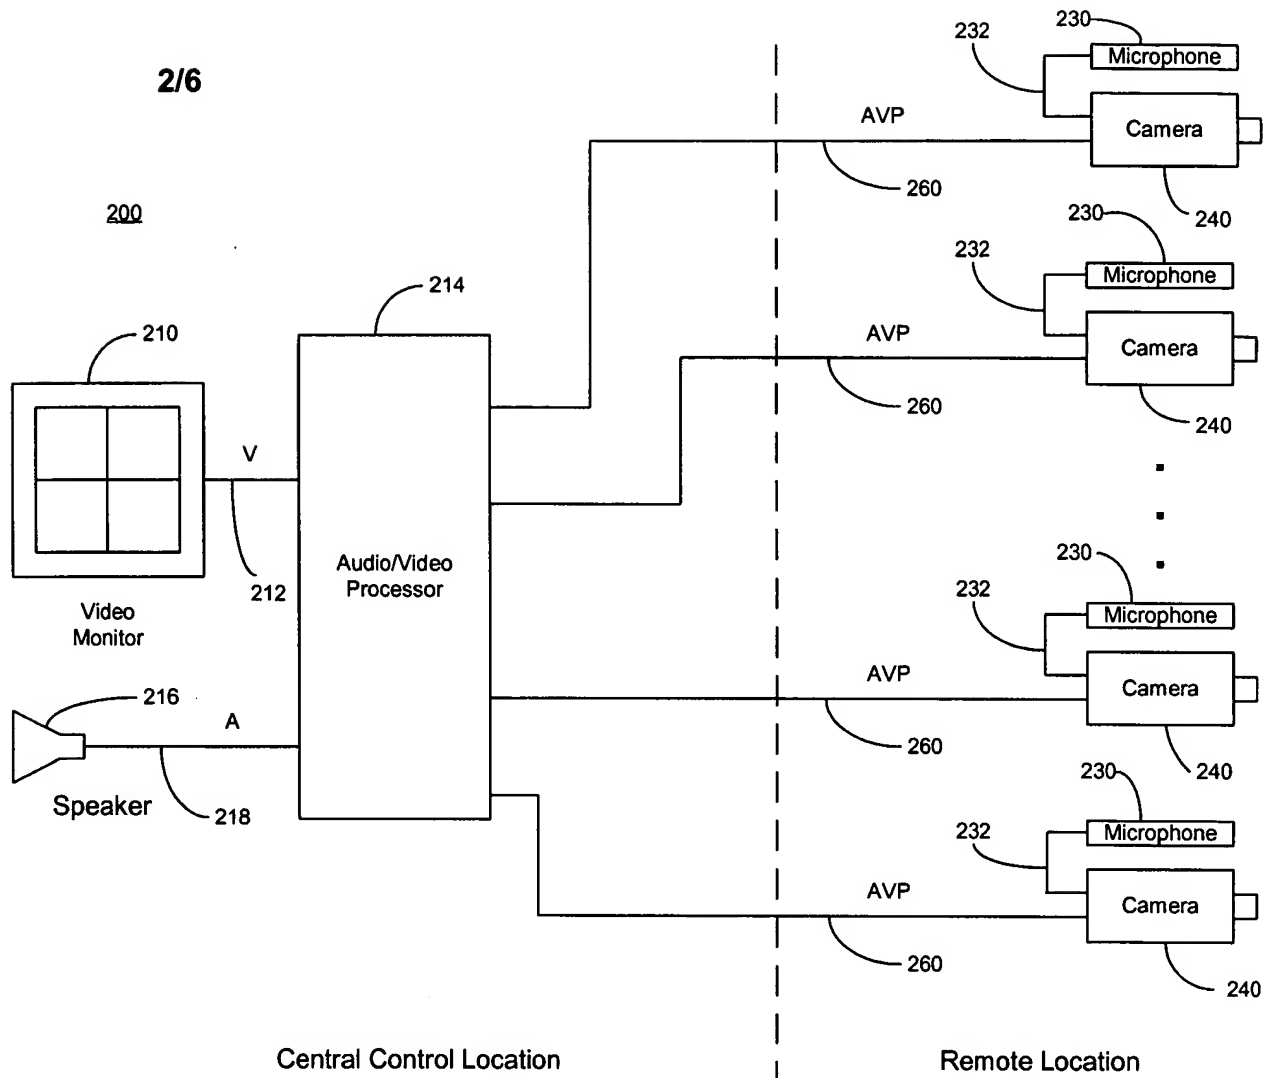 2/6
200
230
232
Microphone
AVP
Camera
260
240
230
232
Microphone
214
AVP
Camera
210
260
240
V
212
Audio/Video
Processor
Video
Monitor
230
232
Microphone
AVP
Camera
216
A
260
240
Speaker
218
230
232
Microphone
AVP
Camera
260
240
Central Control Location
Remote Location